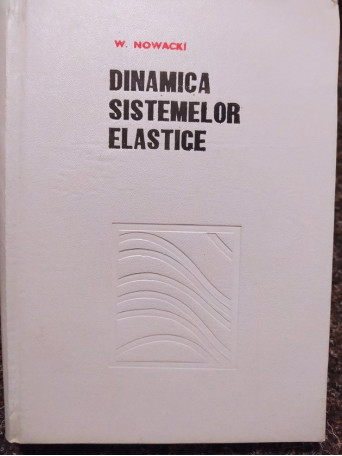 W. NOWACKI
DINAMICA
SISTEMELOR
ELASTICE